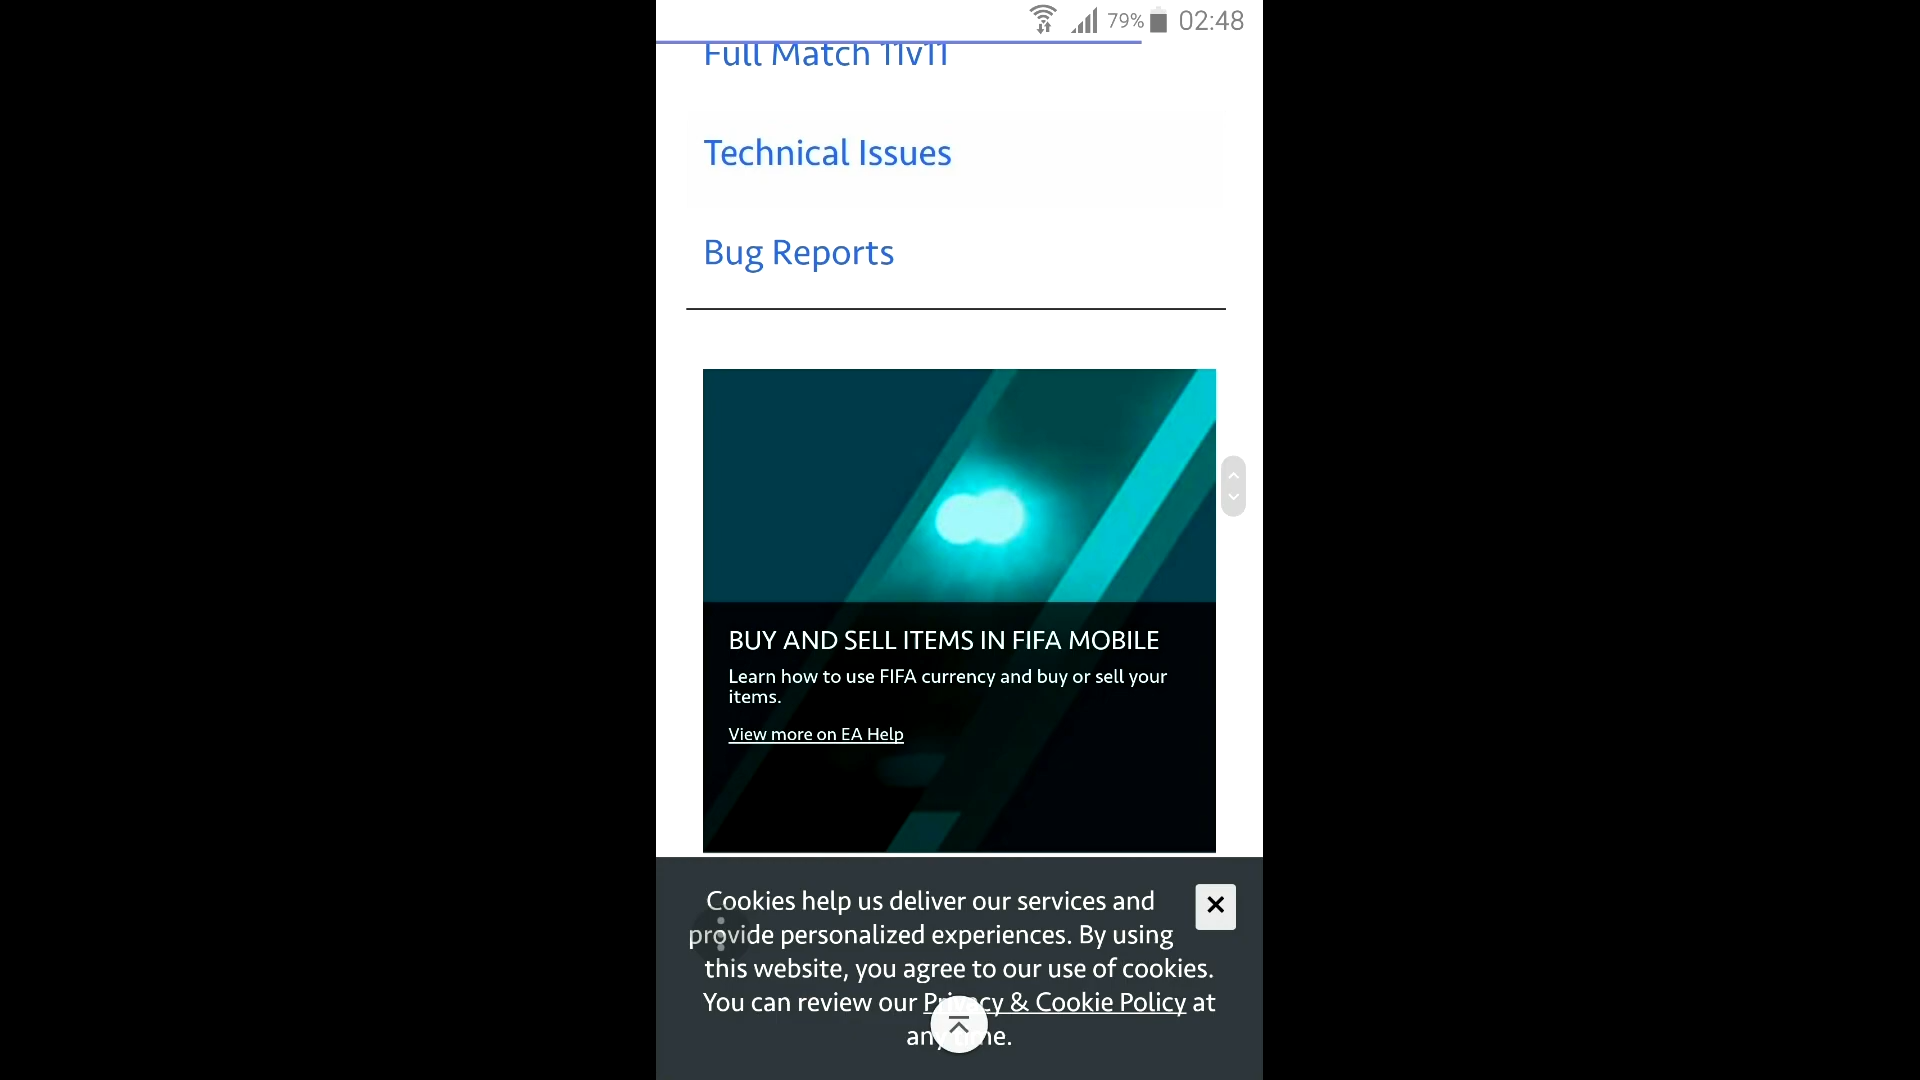 79% 02:48
Full Match 11v11
Technical Issues
Bug Reports
BUY AND SELL ITEMS IN FIFA MOBILE
Learn how to use FIFA currency and buy or sell your
items.
View more on EA Help
Cookies help us deliver our services and
provide personalized experiences. By using
this website, you agree to our use of cookies.
You can review our Privacy & Cookie Policy at
any time.